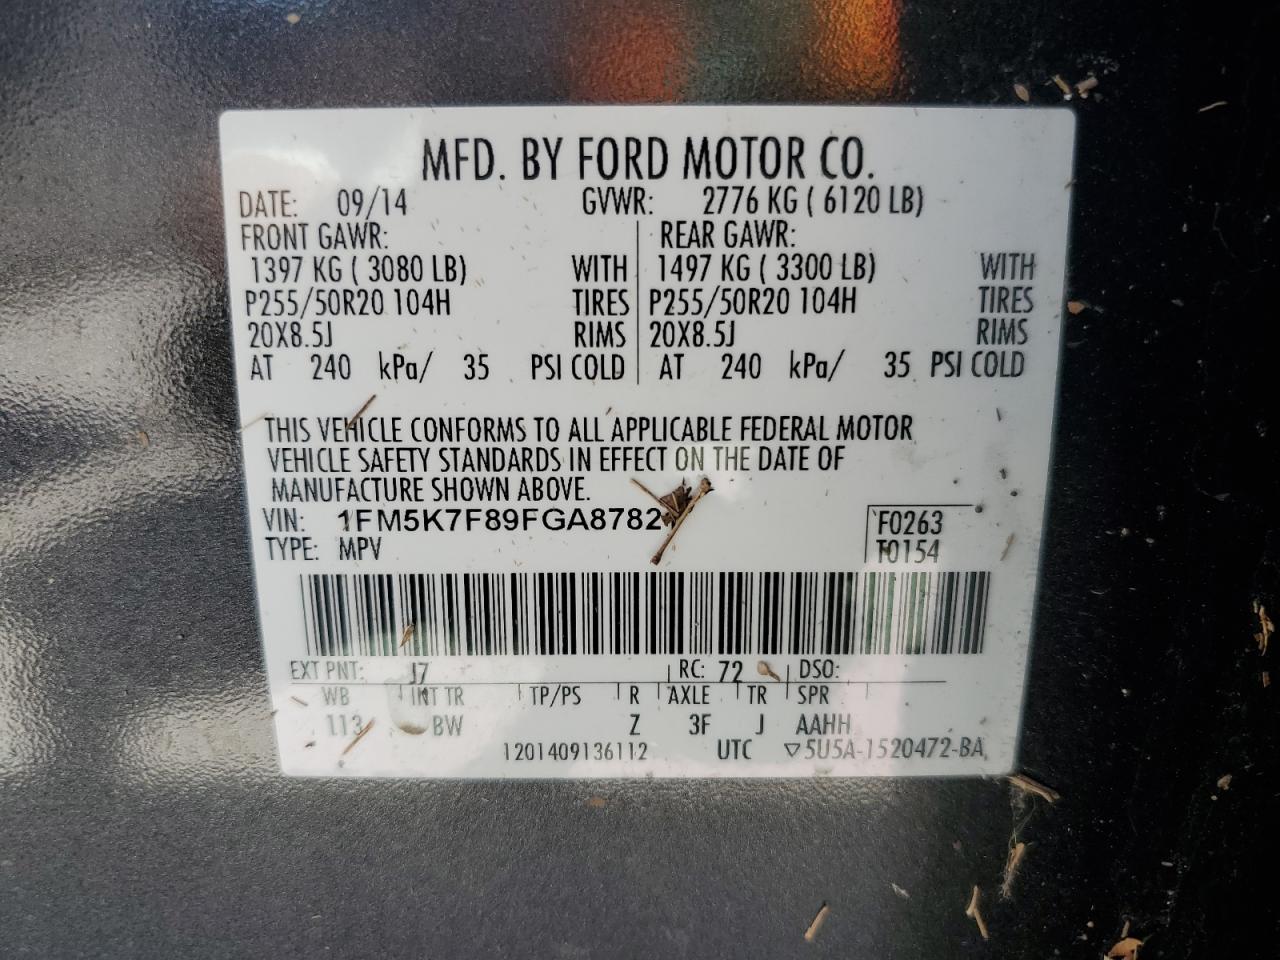 MFD. BY FORD MOTOR CO.
DATE: 09/14 GVWR: 2776 KG ( 6120 LB)
FRONT GAWR: REAR GAWR:
1397 KG ( 3080 LB) WITH 1497 KG ( 3300 LB) WITH
P255/50R20 104H TIRES P255/50R20 104H TIRES
20X8.5J RIMS 20X8.5J RIMS
AT 240 kPa/ 35 PSI COLD AT 240 kPa/ 35 PSI COLD
THIS VEHICLE CONFORMS TO ALL APPLICABLE FEDERAL MOTOR
VEHICLE SAFETY STANDARDS IN EFFECT ON THE DATE OF
MANUFACTURE SHOWN ABOVE.
VIN: F0263
TYPE: MPV T0154
EXT PNT: J7 RC: 72 DSO:
WB INT TR TP/PS R AXLE TR SPR
113 BW Z 3F J AAHH
1201409136112 UTC ▽5U5A-1520472-BA